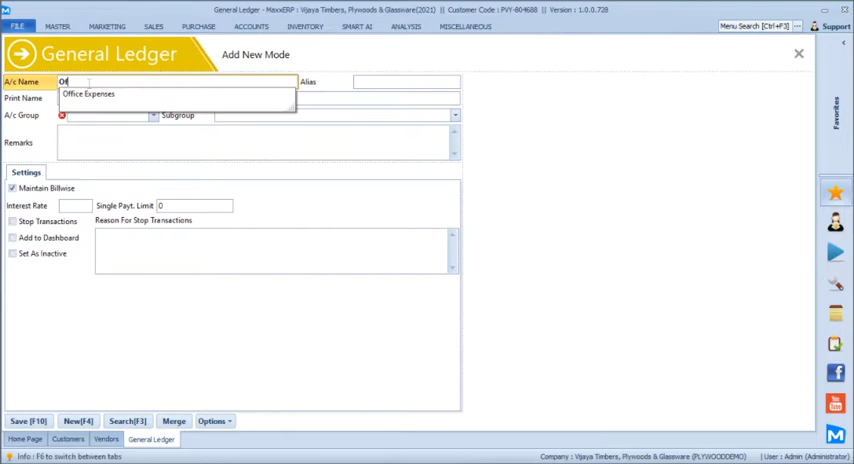 General Ledger - MaxxERP : Vijaya Timbers, Plywoods & Glassware(2021) || Customer Code : PVY-804688 || Version : 1.0.0.728
FILE MASTER MARKETING SALES PURCHASE ACCOUNTS INVENTORY SMART AI ANALYSIS MISCELLANEOUS Menu Search [Ctrl+F3] ... Support
General Ledger Add New Mode
A/c Name Of Alias
Office Expenses
Print Name
A/c Group Subgroup
Remarks
Favorites
Settings
Maintain Billwise
Interest Rate Single Payt. Limit 0
Stop Transactions Reason For Stop Transactions
Add to Dashboard
Set As Inactive
You Tube
Save [F10] New[F4] Search[F3] Merge Options
Home Page Customers Vendors General Ledger
Info : F6 to switch between tabs Company : Vijaya Timbers, Plywoods & Glassware (PLYWOODDEMO) User : Admin (Administrator)